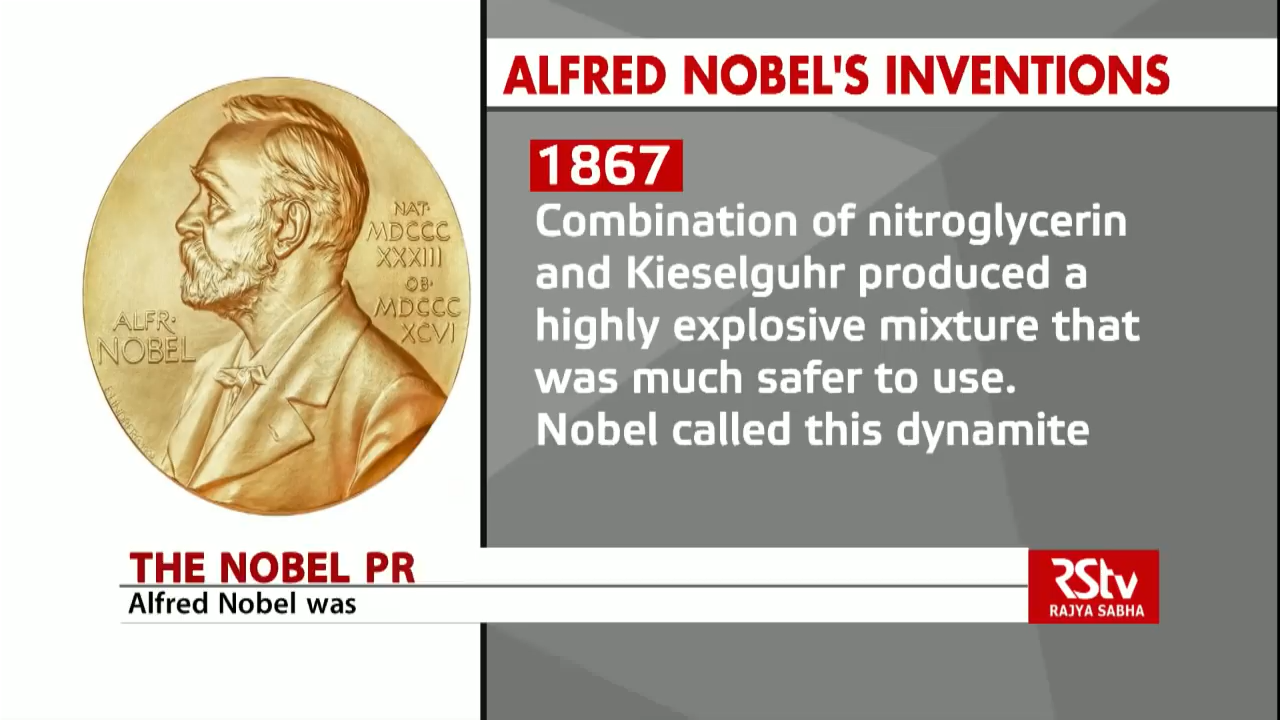 ALFRED NOBEL'S INVENTIONS
1867
Combination of nitroglycerin
and Kieselguhr produced a
highly explosive mixture that
was much safer to use.
Nobel called this dynamite
NAT·
MDCCC
XXXIII
OB·
MDCCC
XCVI
ALFR·
NOBEL
THE NOBEL PR
Alfred Nobel was
RStv
RAJYA SABHA